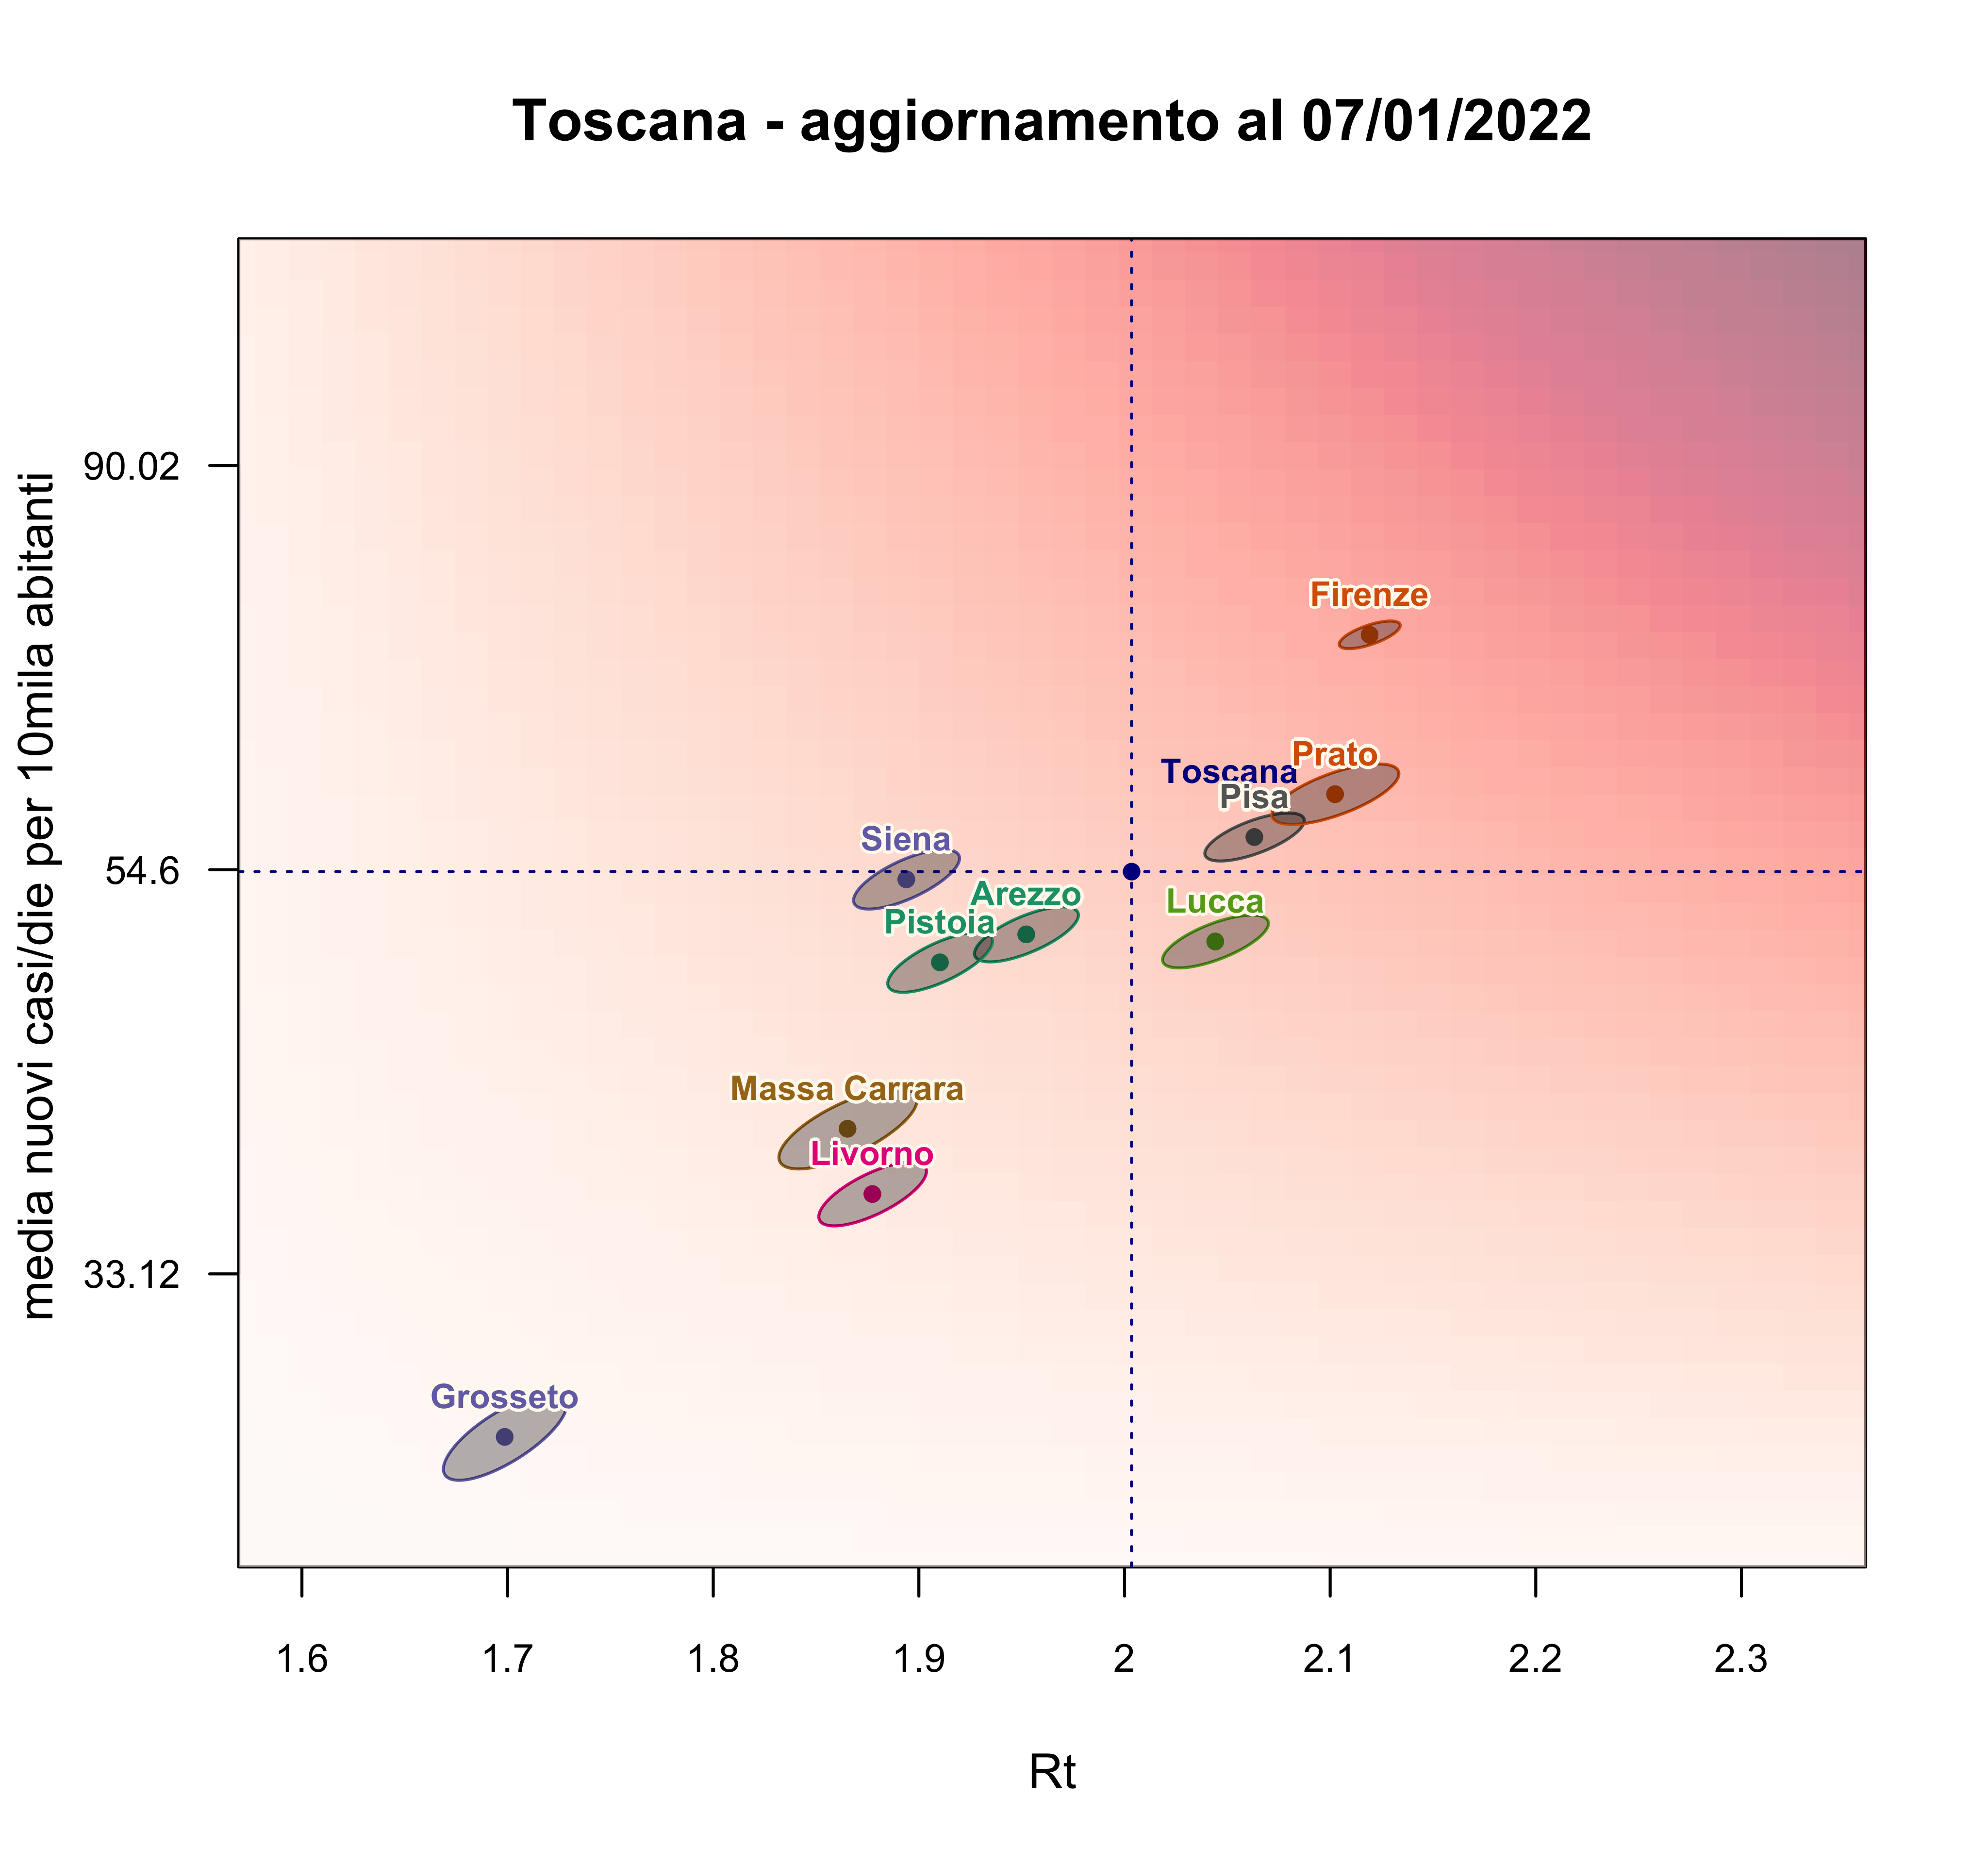 Toscana - aggiornamento al 07/01/2022
media nuovi casi/die per 10mila abitanti
90.02
54.6
33.12
Firenze
Prato
Toscana
Pisa
Siena
Arezzo
Lucca
Pistoia
Massa Carrara
Livorno
Grosseto
1.6 1.7 1.8 1.9 2 2.1 2.2 2.3
Rt